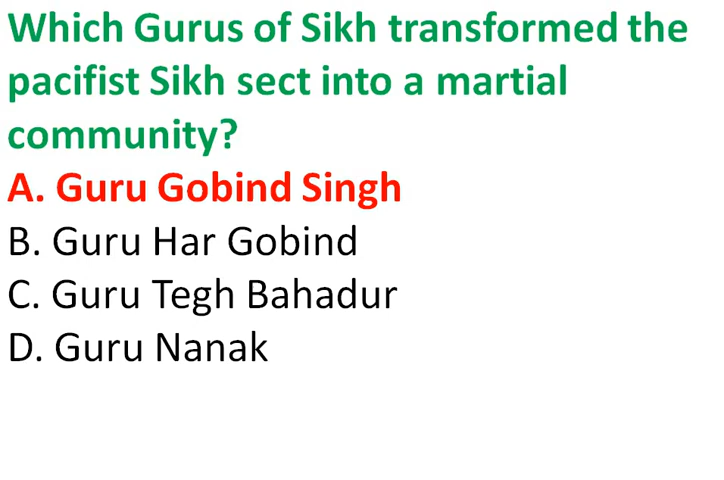 Which Gurus of Sikh transformed the
pacifist Sikh sect into a martial
community?
A. Guru Gobind Singh
B. Guru Har Gobind
C. Guru Tegh Bahadur
D. Guru Nanak